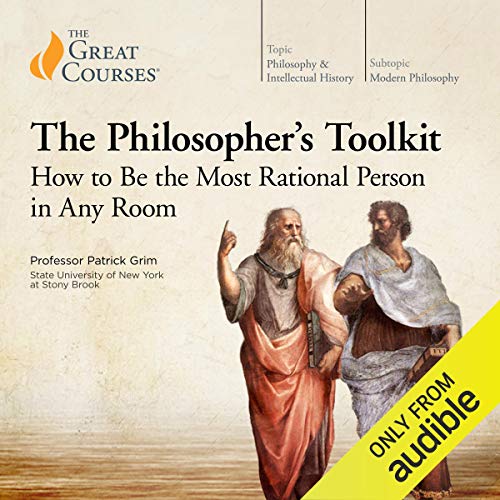 THE
GREAT
COURSES®
Topic
Philosophy &
Intellectual History
Subtopic
Modern Philosophy
The Philosopher's Toolkit
How to Be the Most Rational Person
in Any Room
Professor Patrick Grim
State University of New York
at Stony Brook
ONLY FROM
audible